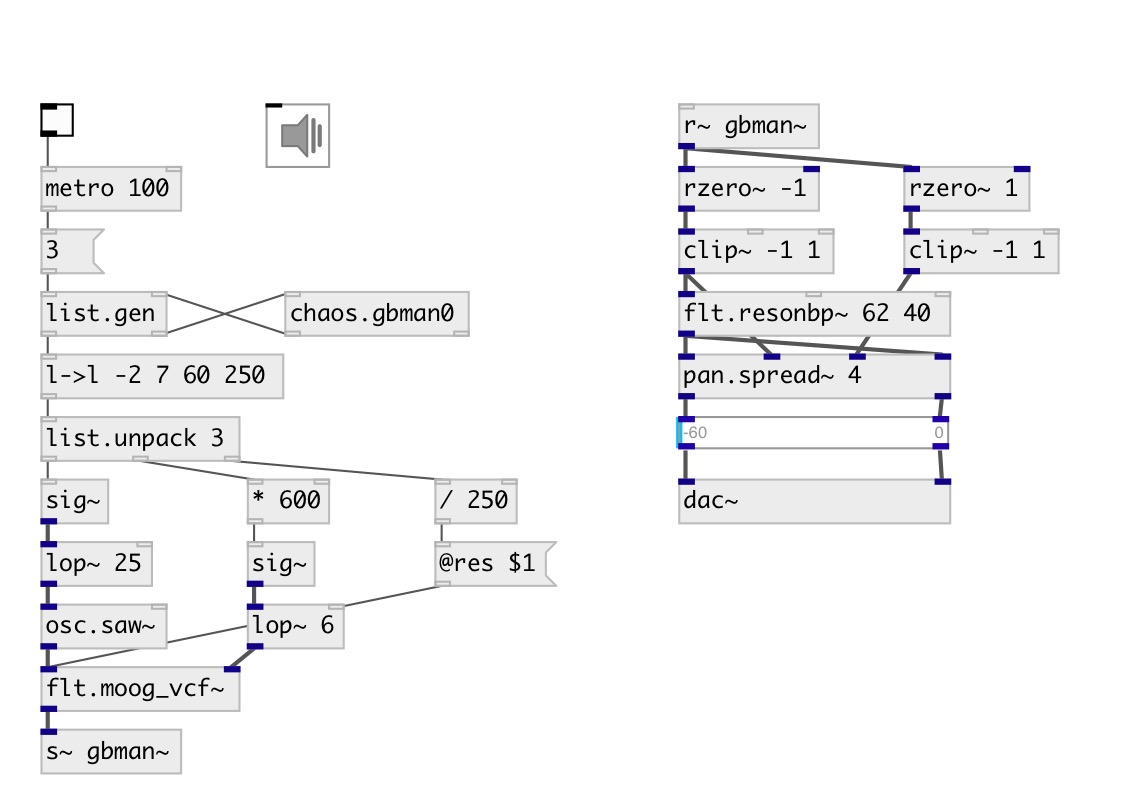 metro 100
3
list.gen
chaos.gbman0
l->l -2 7 60 250
list.unpack 3
sig~
* 600
/ 250
lop~ 25
sig~
@res $1
osc.saw~
lop~ 6
flt.moog_vcf~
s~ gbman~
r~ gbman~
rzero~ -1
rzero~ 1
clip~ -1 1
clip~ -1 1
flt.resonbp~ 62 40
pan.spread~ 4
-60
0
dac~